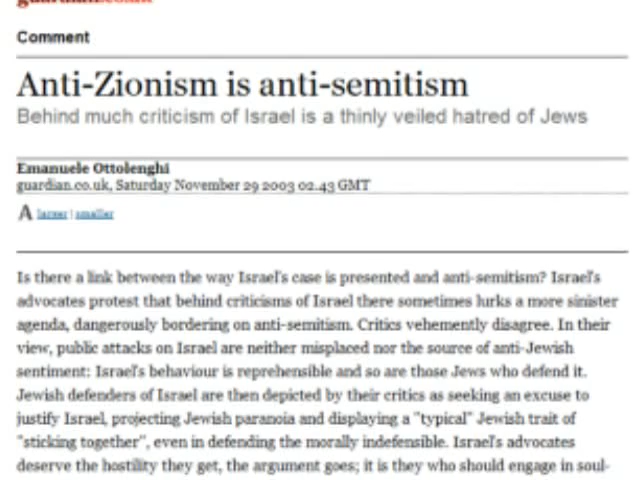 Comment
Anti-Zionism is anti-semitism
Behind much criticism of Israel is a thinly veiled hatred of Jews
Emanuele Ottolenghi
guardian.co.uk, Saturday November 29 2003 02.43 GMT
A larger | smaller
Is there a link between the way Israel's case is presented and anti-semitism? Israel's
advocates protest that behind criticisms of Israel there sometimes lurks a more sinister
agenda, dangerously bordering on anti-semitism. Critics vehemently disagree. In their
view, public attacks on Israel are neither misplaced nor the source of anti-Jewish
sentiment: Israel's behaviour is reprehensible and so are those Jews who defend it.
Jewish defenders of Israel are then depicted by their critics as seeking an excuse to
justify Israel, projecting Jewish paranoia and displaying a "typical" Jewish trait of
"sticking together", even in defending the morally indefensible. Israel's advocates
deserve the hostility they get, the argument goes; it is they who should engage in soul-